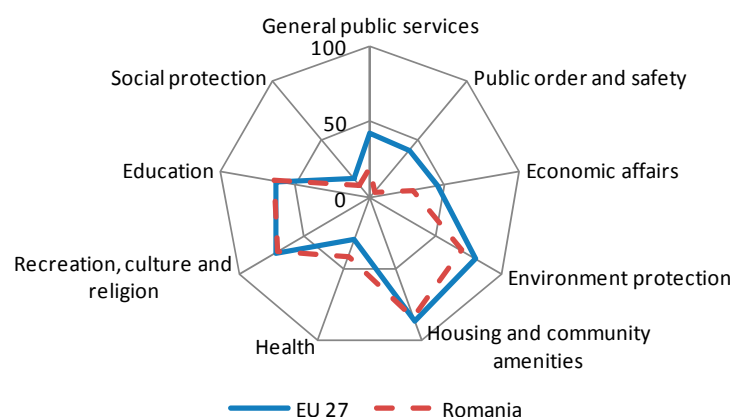 General public services
100
Social protection
Public order and safety
50
Education
Economic affairs
0
Recreation, culture and
religion
Environment protection
Health
Housing and community
amenities
EU 27
Romania